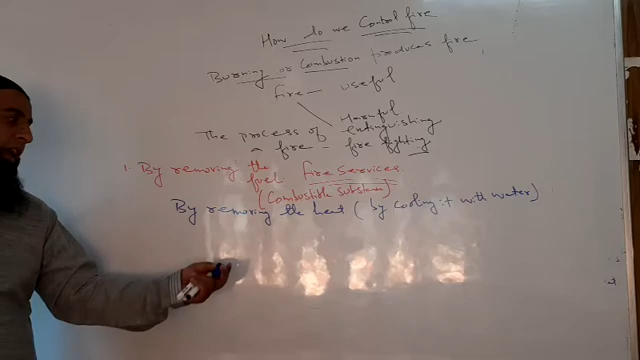 How do we Control fire
Burning or Combustion produces fire
fire — useful
Harmful
The process of extinguishing
a fire - fire fighting
1. By removing the
fuel fire services
(Combustible substance)
By removing the heat (by cooling it with water)